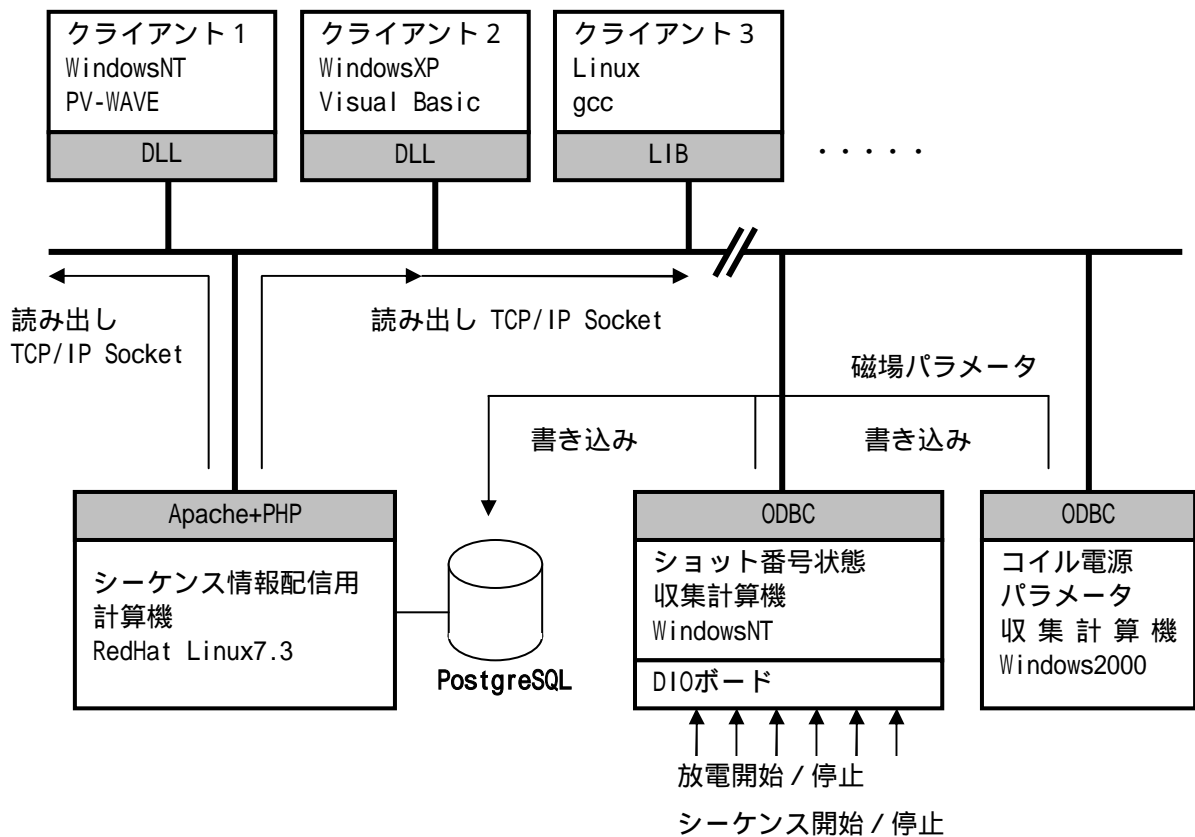 クライアント1
WindowsNT
PV-WAVE
DLL
クライアント2
WindowsXP
Visual Basic
DLL
クライアント3
Linux
gcc
LIB
・・・・・
読み出し
TCP/IP Socket
読み出し TCP/IP Socket
磁場パラメータ
書き込み
書き込み
Apache+PHP
シーケンス情報配信用
計算機
RedHat Linux7.3
PostgreSQL
ODBC
ショット番号状態
収集計算機
WindowsNT
DIOボード
ODBC
コイル電源
パラメータ
収集計算機
Windows2000
放電開始/停止
シーケンス開始/停止